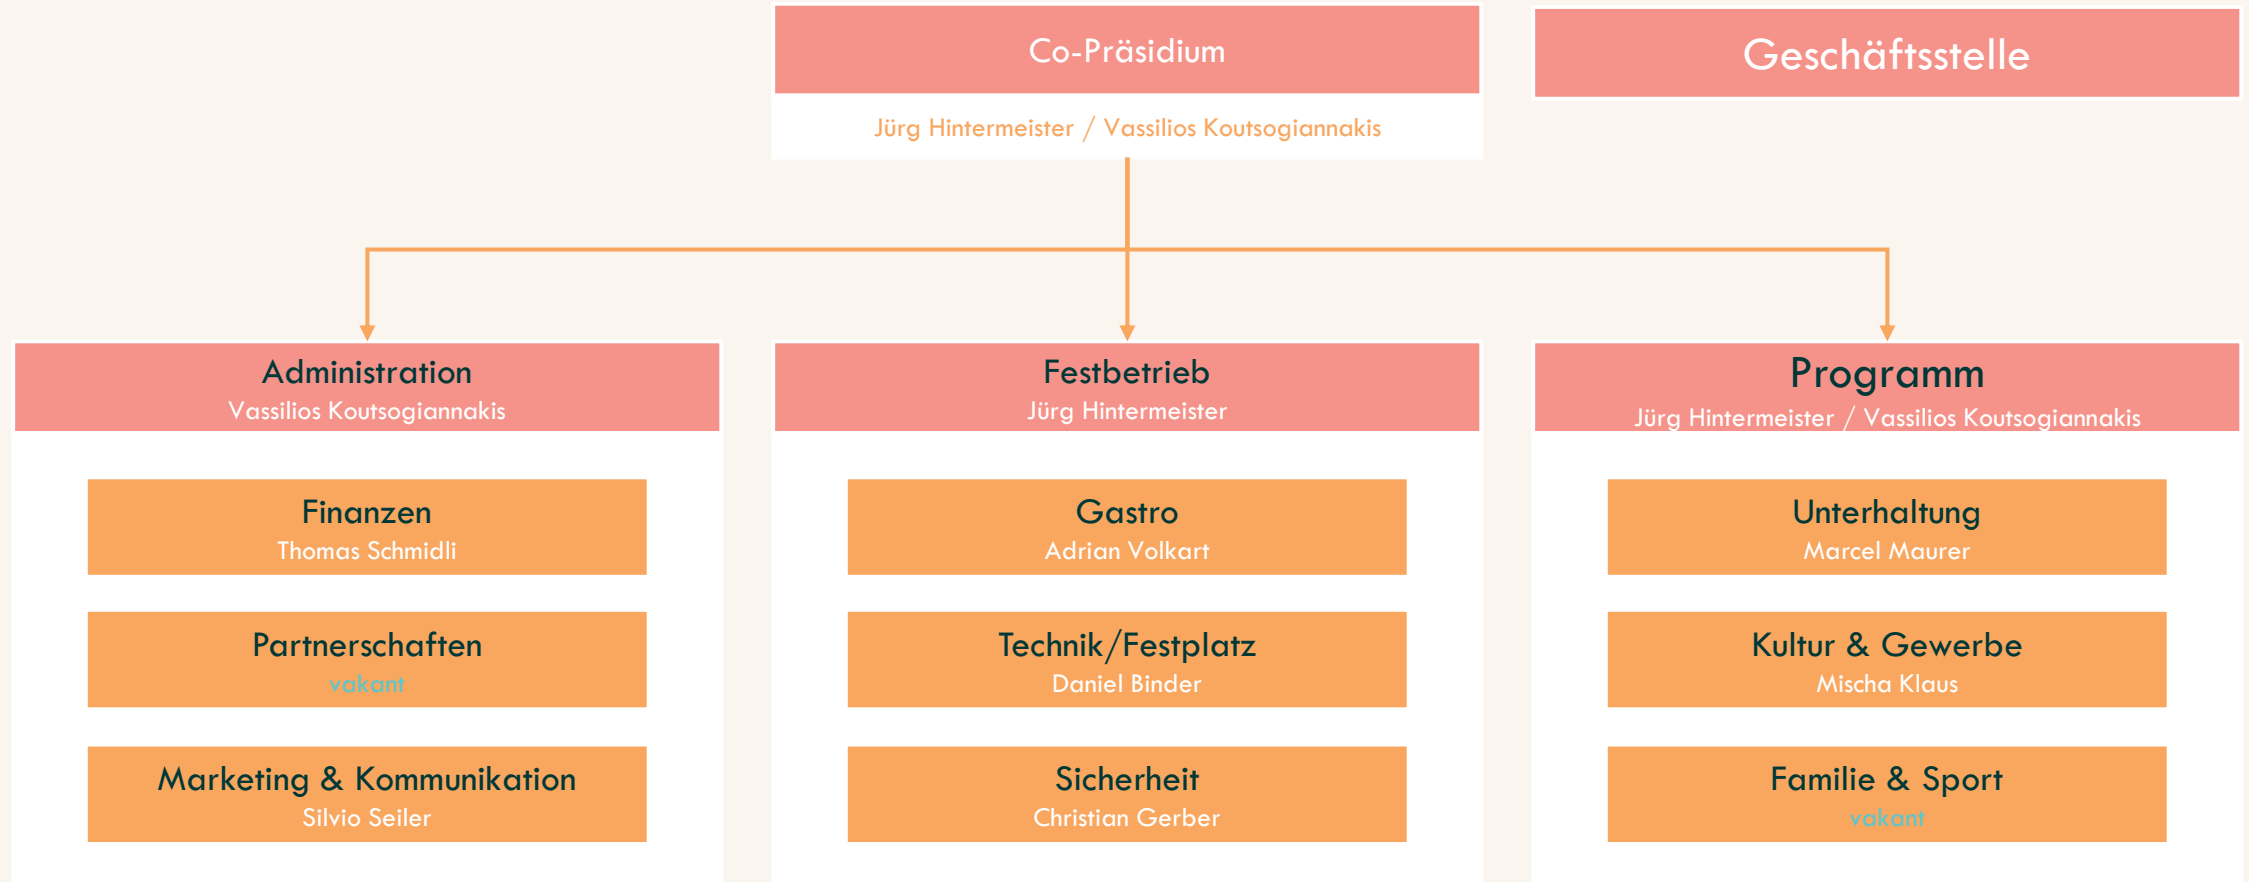 Co-Präsidium
Jürg Hintermeister / Vassilios Koutsogiannakis
Geschäftsstelle
Administration
Vassilios Koutsogiannakis
Finanzen
Thomas Schmidli
Partnerschaften
vakant
Marketing & Kommunikation
Silvio Seiler
Festbetrieb
Jürg Hintermeister
Gastro
Adrian Volkart
Technik/Festplatz
Daniel Binder
Sicherheit
Christian Gerber
Programm
Jürg Hintermeister / Vassilios Koutsogiannakis
Unterhaltung
Marcel Maurer
Kultur & Gewerbe
Mischa Klaus
Familie & Sport
vakant